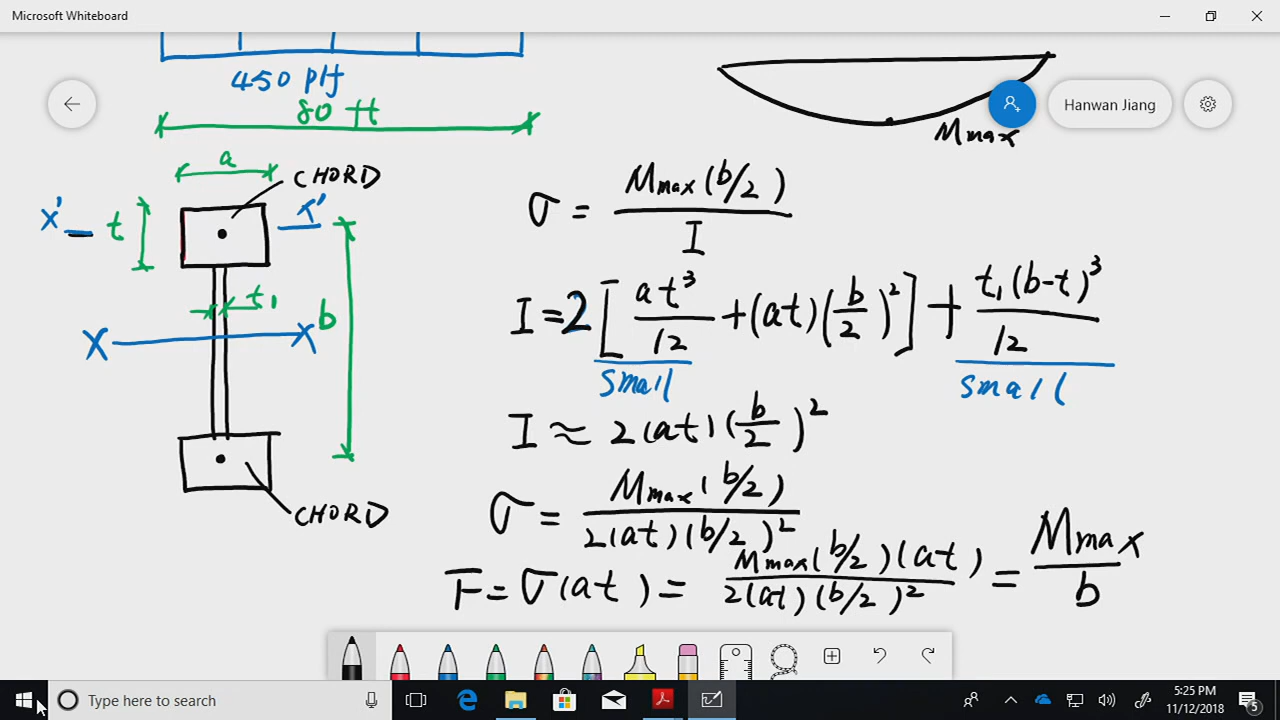 Microsoft Whiteboard
450 plf
80 ft
Hanwan Jiang
Mmax
a
CHORD
x' x'
t
t₁
b
X X
CHORD
σ = Mmax(b/2) / I
I = 2[at³/12 + (at)(b/2)²] + t₁(b-t)³/12
small small
I ≈ 2(at)(b/2)²
σ = Mmax(b/2) / 2(at)(b/2)²
F = σ(at) = Mmax(b/2)(at) / 2(at)(b/2)² = Mmax / b
Type here to search
5:25 PM
11/12/2018
5